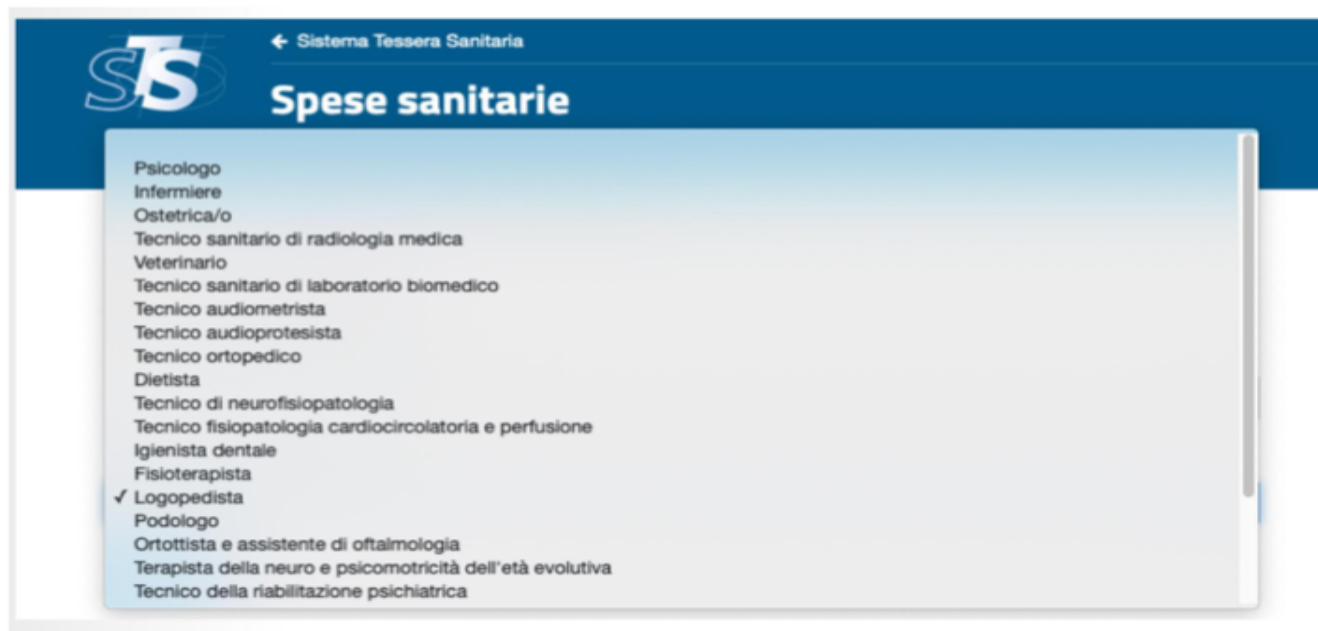 STS
← Sistema Tessera Sanitaria
Spese sanitarie
Psicologo
Infermiere
Ostetrica/o
Tecnico sanitario di radiologia medica
Veterinario
Tecnico sanitario di laboratorio biomedico
Tecnico audiometrista
Tecnico audioprotesista
Tecnico ortopedico
Dietista
Tecnico di neurofisiopatologia
Tecnico fisiopatologia cardiocircolatoria e perfusione
Igienista dentale
Fisioterapista
✓ Logopedista
Podologo
Ortottista e assistente di oftalmologia
Terapista della neuro e psicomotricità dell'età evolutiva
Tecnico della riabilitazione psichiatrica